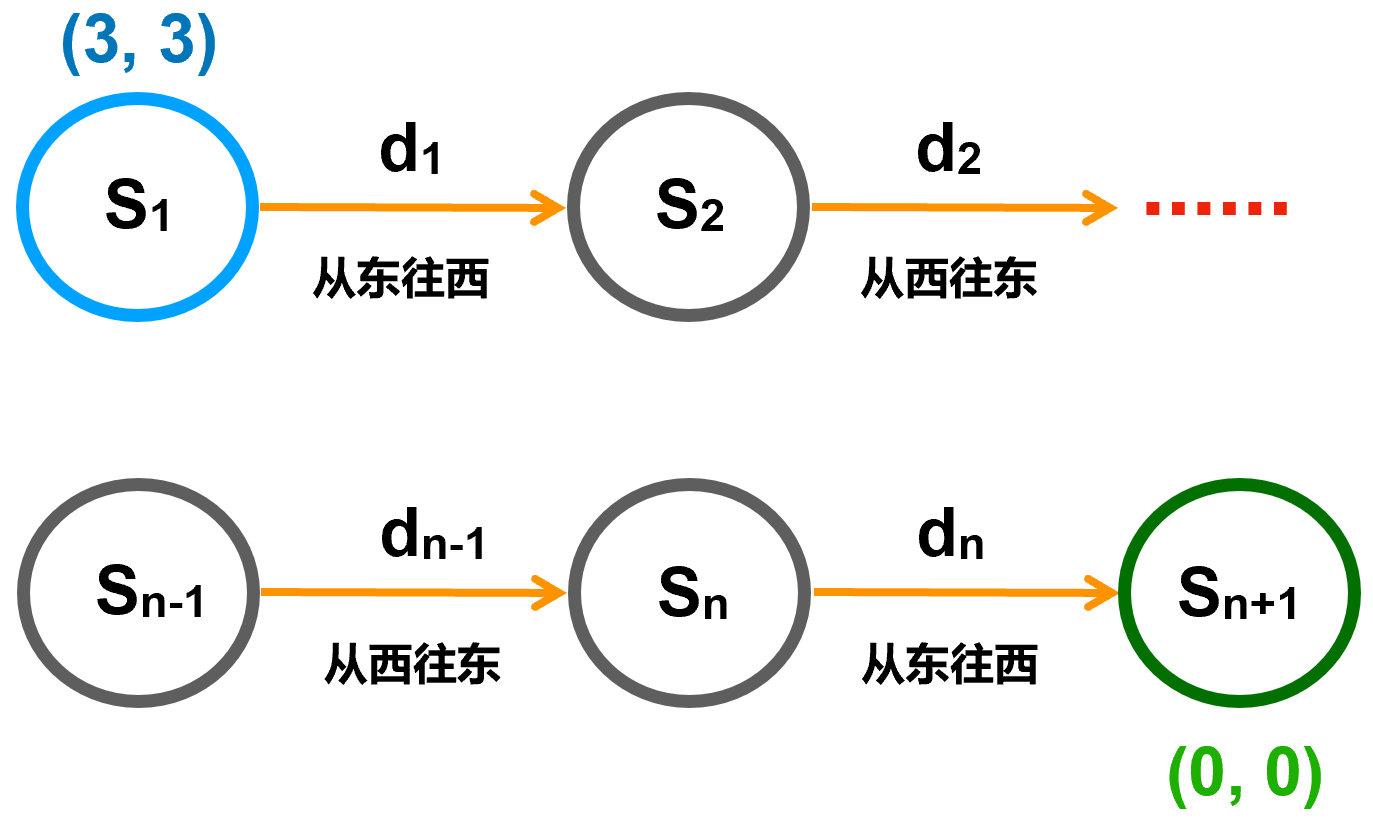 (3, 3)
S1
d1
S2
d2
从东往西
从西往东
Sn-1
dn-1
Sn
dn
Sn+1
从西往东
从东往西
(0, 0)